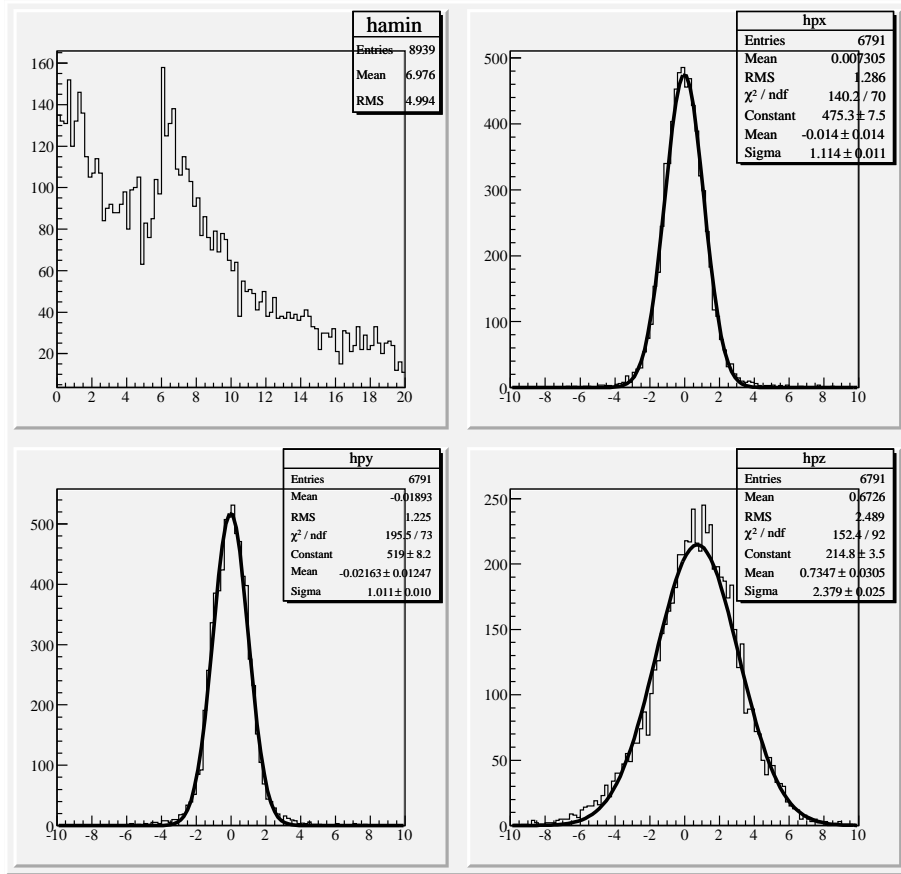 hamin
Entries 8939
Mean 6.976
RMS 4.994
160
140
120
100
80
60
40
20
0 2 4 6 8 10 12 14 16 18 20
hpx
Entries 6791
Mean 0.007305
RMS 1.286
χ² / ndf 140.2 / 70
Constant 475.3 ± 7.5
Mean -0.014 ± 0.014
Sigma 1.114 ± 0.011
500
400
300
200
100
0
-10 -8 -6 -4 -2 0 2 4 6 8 10
hpy
Entries 6791
Mean -0.01893
RMS 1.225
χ² / ndf 195.5 / 73
Constant 519 ± 8.2
Mean -0.02163 ± 0.01247
Sigma 1.011 ± 0.010
500
400
300
200
100
0
-10 -8 -6 -4 -2 0 2 4 6 8 10
hpz
Entries 6791
Mean 0.6726
RMS 2.489
χ² / ndf 152.4 / 92
Constant 214.8 ± 3.5
Mean 0.7347 ± 0.0305
Sigma 2.379 ± 0.025
250
200
150
100
50
0
-10 -8 -6 -4 -2 0 2 4 6 8 10